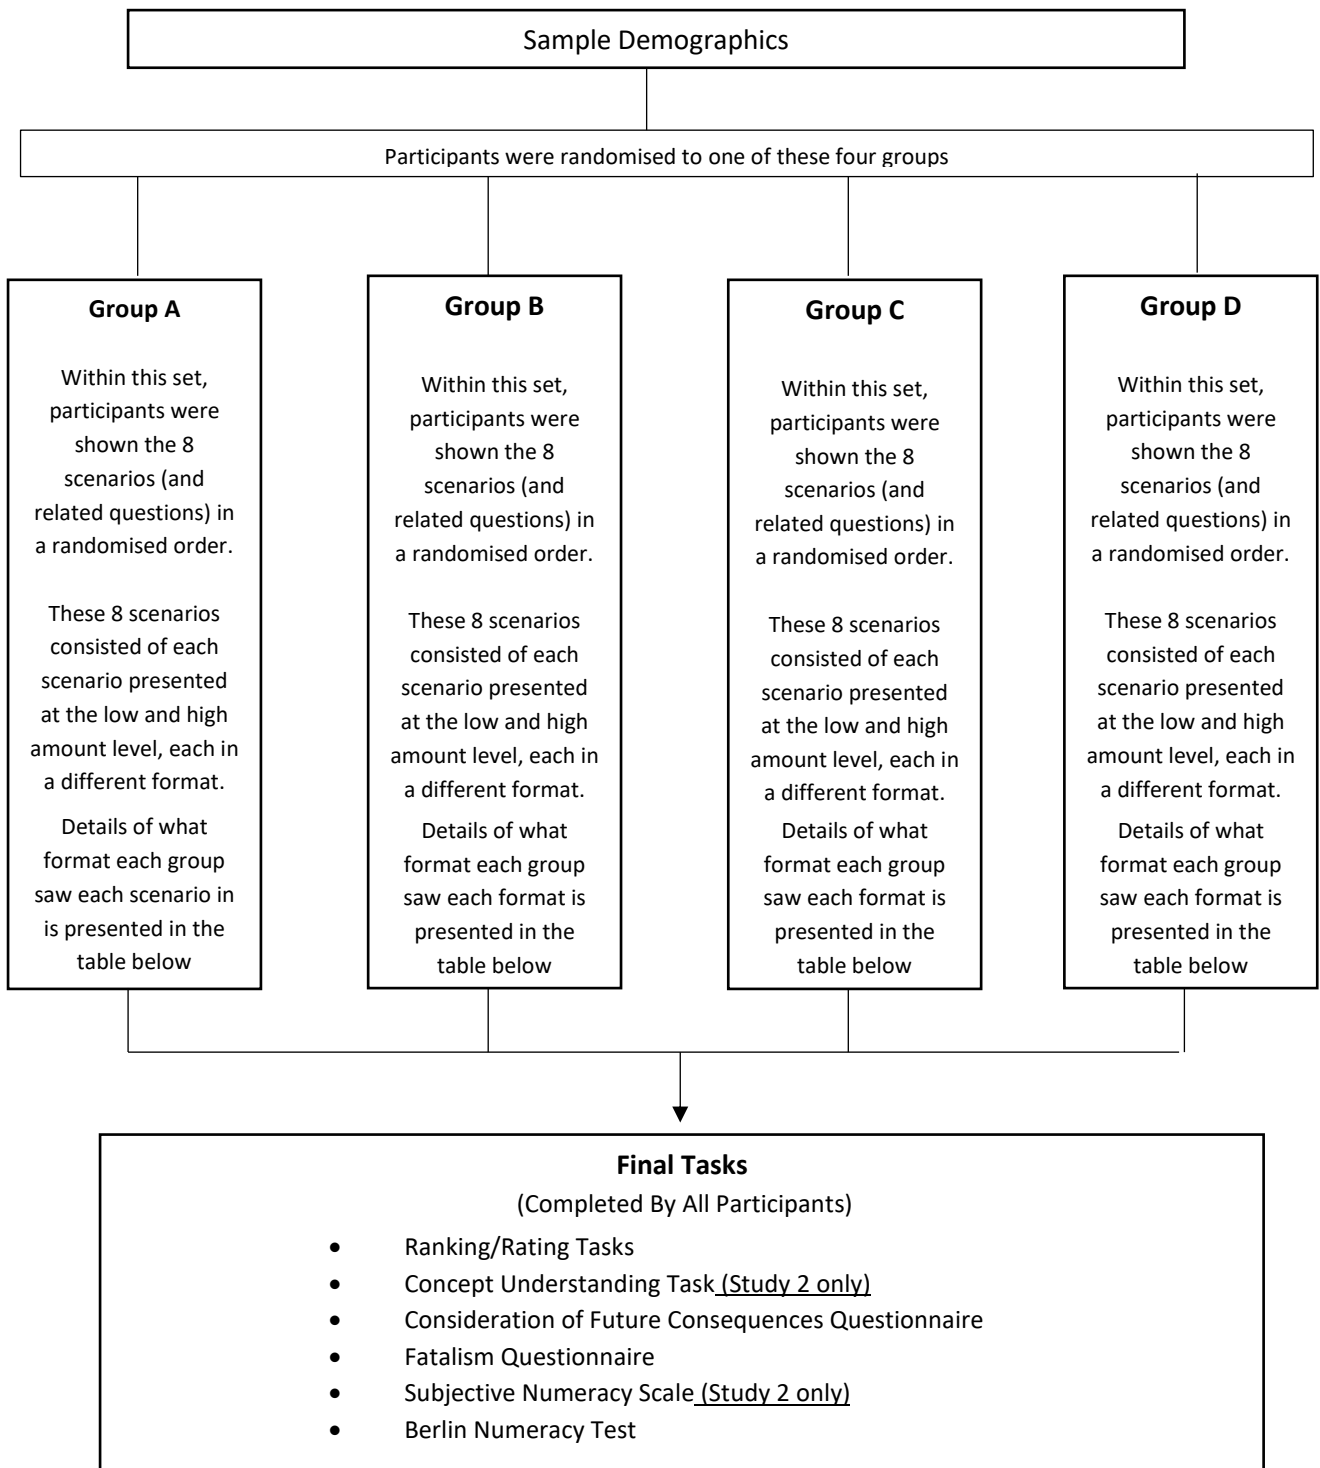 Sample Demographics
Participants were randomised to one of these four groups
Group A
Within this set,
participants were
shown the 8
scenarios (and
related questions) in
a randomised order.
These 8 scenarios
consisted of each
scenario presented
at the low and high
amount level, each in
a different format.
Details of what
format each group
saw each scenario in
is presented in the
table below
Group B
Within this set,
participants were
shown the 8
scenarios (and
related questions) in
a randomised order.
These 8 scenarios
consisted of each
scenario presented
at the low and high
amount level, each in
a different format.
Details of what
format each group
saw each format is
presented in the
table below
Group C
Within this set,
participants were
shown the 8
scenarios (and
related questions) in
a randomised order.
These 8 scenarios
consisted of each
scenario presented
at the low and high
amount level, each in
a different format.
Details of what
format each group
saw each format is
presented in the
table below
Group D
Within this set,
participants were
shown the 8
scenarios (and
related questions) in
a randomised order.
These 8 scenarios
consisted of each
scenario presented
at the low and high
amount level, each in
a different format.
Details of what
format each group
saw each format is
presented in the
table below
Final Tasks
(Completed By All Participants)
• Ranking/Rating Tasks
• Concept Understanding Task (Study 2 only)
• Consideration of Future Consequences Questionnaire
• Fatalism Questionnaire
• Subjective Numeracy Scale (Study 2 only)
• Berlin Numeracy Test